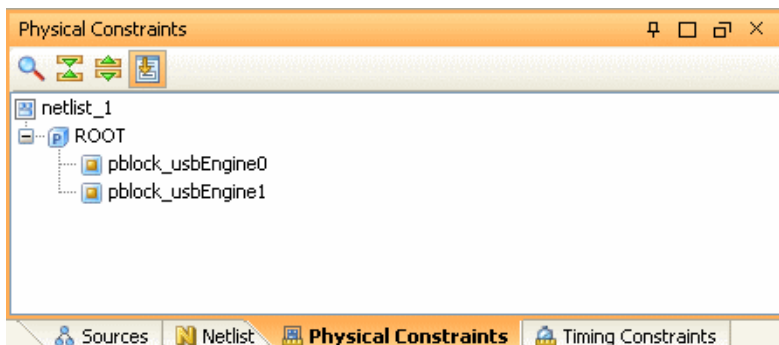 Physical Constraints
netlist_1
ROOT
pblock_usbEngine0
pblock_usbEngine1
Sources Netlist Physical Constraints Timing Constraints